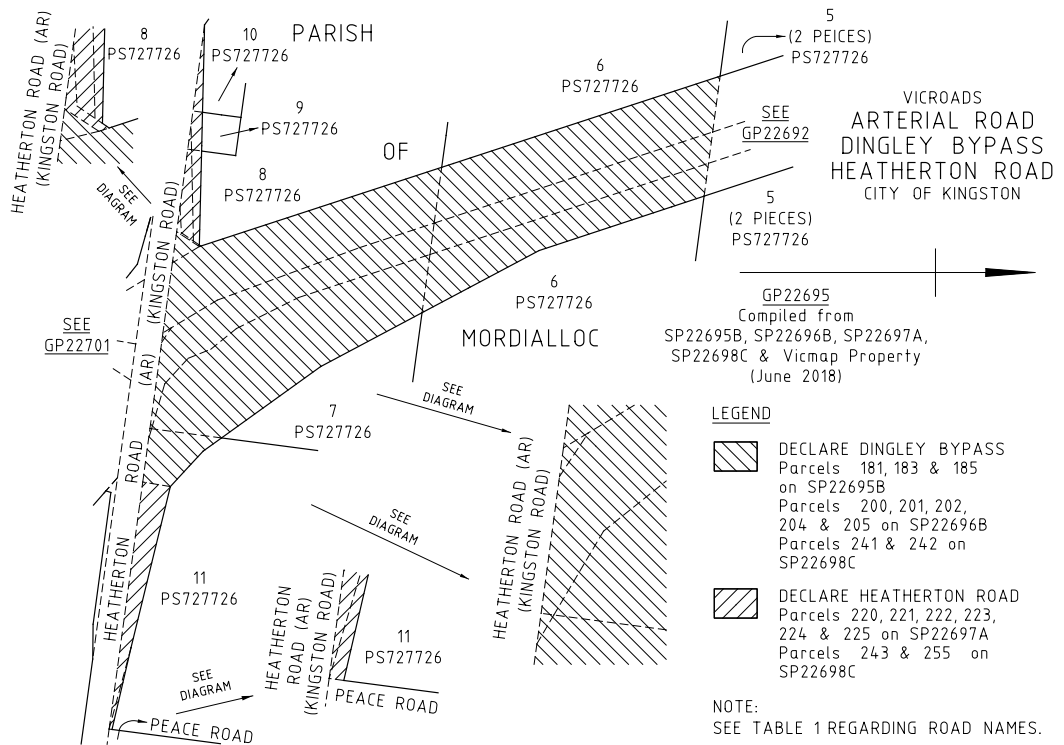 8
PS727726
10
PS727726
PARISH
5
(2 PEICES)
PS727726
6
PS727726
9
PS727726
SEE
GP22692
VICROADS
ARTERIAL ROAD
DINGLEY BYPASS
HEATHERTON ROAD
CITY OF KINGSTON
HEATHERTON ROAD (AR)
(KINGSTON ROAD)
OF
SEE
DIAGRAM
8
PS727726
5
(2 PIECES)
PS727726
(KINGSTON ROAD)
6
PS727726
GP22695
Compiled from
SP22695B, SP22696B, SP22697A,
SP22698C & Vicmap Property
(June 2018)
SEE
GP22701
MORDIALLOC
(AR)
ROAD
HEATHERTON
7
PS727726
SEE
DIAGRAM
LEGEND
DECLARE DINGLEY BYPASS
Parcels 181, 183 & 185
on SP22695B
Parcels 200, 201, 202,
204 & 205 on SP22696B
Parcels 241 & 242 on
SP22698C
HEATHERTON ROAD (AR)
(KINGSTON ROAD)
SEE
DIAGRAM
11
PS727726
DECLARE HEATHERTON ROAD
Parcels 220, 221, 222, 223,
224 & 225 on SP22697A
Parcels 243 & 255 on
SP22698C
HEATHERTON
ROAD (AR)
(KINGSTON ROAD)
11
PS727726
SEE
DIAGRAM
PEACE ROAD
PEACE ROAD
NOTE:
SEE TABLE 1 REGARDING ROAD NAMES.